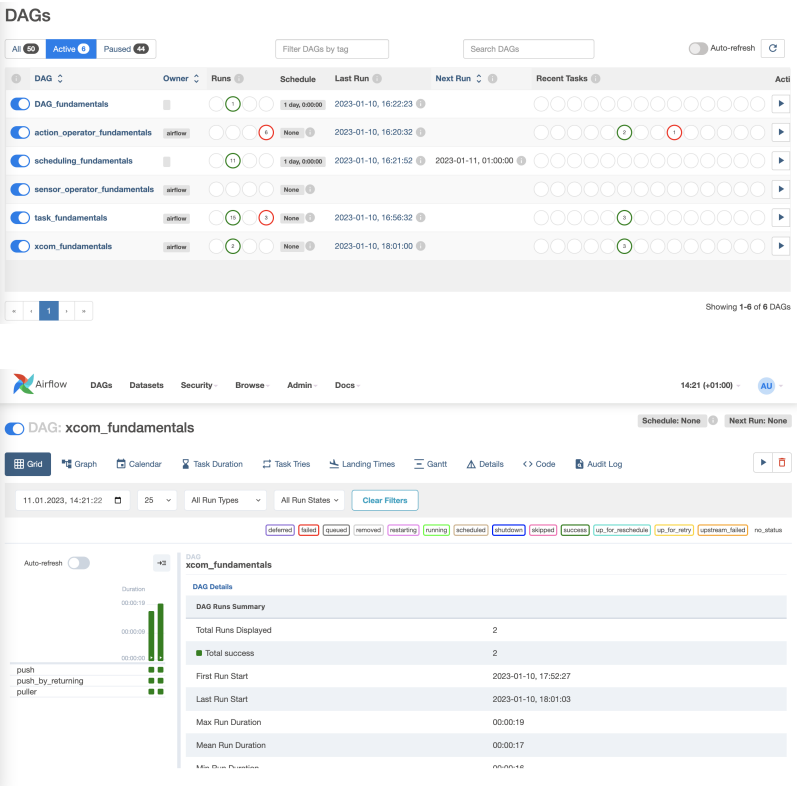 DAGs
All 50 Active 6 Paused 44 Filter DAGs by tag Search DAGs Auto-refresh
DAG Owner Runs Schedule Last Run Next Run Recent Tasks Acti
DAG_fundamentals 1 1 day, 0:00:00 2023-01-10, 16:22:23
action_operator_fundamentals airflow 6 None 2023-01-10, 16:20:32 2 1
scheduling_fundamentals 11 1 day, 0:00:00 2023-01-10, 16:21:52 2023-01-11, 01:00:00
sensor_operator_fundamentals airflow None
task_fundamentals airflow 15 3 None 2023-01-10, 16:56:32 3
xcom_fundamentals airflow 2 None 2023-01-10, 18:01:00 3
« ‹ 1 › » Showing 1-6 of 6 DAGs
Airflow DAGs Datasets Security Browse Admin Docs 14:21 (+01:00) AU
DAG: xcom_fundamentals Schedule: None Next Run: None
Grid Graph Calendar Task Duration Task Tries Landing Times Gantt Details <> Code Audit Log
11.01.2023, 14:21:22 25 All Run Types All Run States Clear Filters
deferred failed queued removed restarting running scheduled shutdown skipped success up_for_reschedule up_for_retry upstream_failed no_status
Auto-refresh
DAG
xcom_fundamentals
DAG Details
Duration
00:00:19
00:00:09
00:00:00
push
push_by_returning
puller
DAG Runs Summary
Total Runs Displayed 2
Total success 2
First Run Start 2023-01-10, 17:52:27
Last Run Start 2023-01-10, 18:01:03
Max Run Duration 00:00:19
Mean Run Duration 00:00:17
Min Run Duration 00:00:16